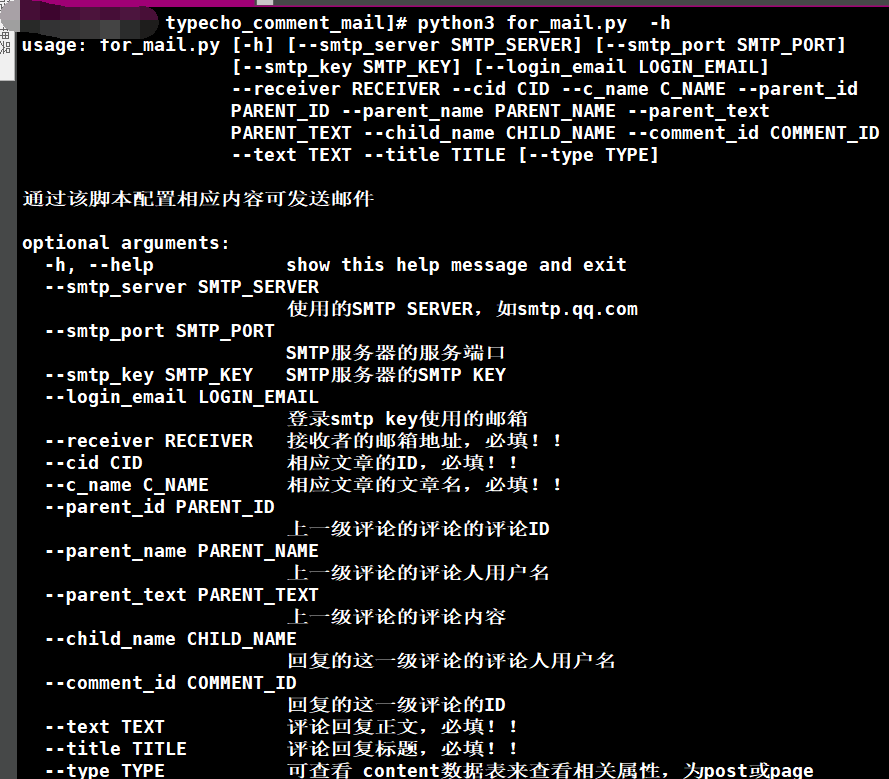 typecho_comment_mail]# python3 for_mail.py  -h
usage: for_mail.py [-h] [--smtp_server SMTP_SERVER] [--smtp_port SMTP_PORT]
[--smtp_key SMTP_KEY] [--login_email LOGIN_EMAIL]
--receiver RECEIVER --cid CID --c_name C_NAME --parent_id
PARENT_ID --parent_name PARENT_NAME --parent_text
PARENT_TEXT --child_name CHILD_NAME --comment_id COMMENT_ID
--text TEXT --title TITLE [--type TYPE]
通过该脚本配置相应内容可发送邮件
optional arguments:
-h, --help            show this help message and exit
--smtp_server SMTP_SERVER
使用的SMTP SERVER，如smtp.qq.com
--smtp_port SMTP_PORT
SMTP服务器的服务端口
--smtp_key SMTP_KEY   SMTP服务器的SMTP KEY
--login_email LOGIN_EMAIL
登录smtp key使用的邮箱
--receiver RECEIVER   接收者的邮箱地址，必填！！
--cid CID             相应文章的ID，必填！！
--c_name C_NAME       相应文章的文章名，必填！！
--parent_id PARENT_ID
上一级评论的评论的评论ID
--parent_name PARENT_NAME
上一级评论的评论人用户名
--parent_text PARENT_TEXT
上一级评论的评论内容
--child_name CHILD_NAME
回复的这一级评论的评论人用户名
--comment_id COMMENT_ID
回复的这一级评论的ID
--text TEXT           评论回复正文，必填！！
--title TITLE         评论回复标题，必填！！
--type TYPE           可查看 content数据表来查看相关属性，为post或page